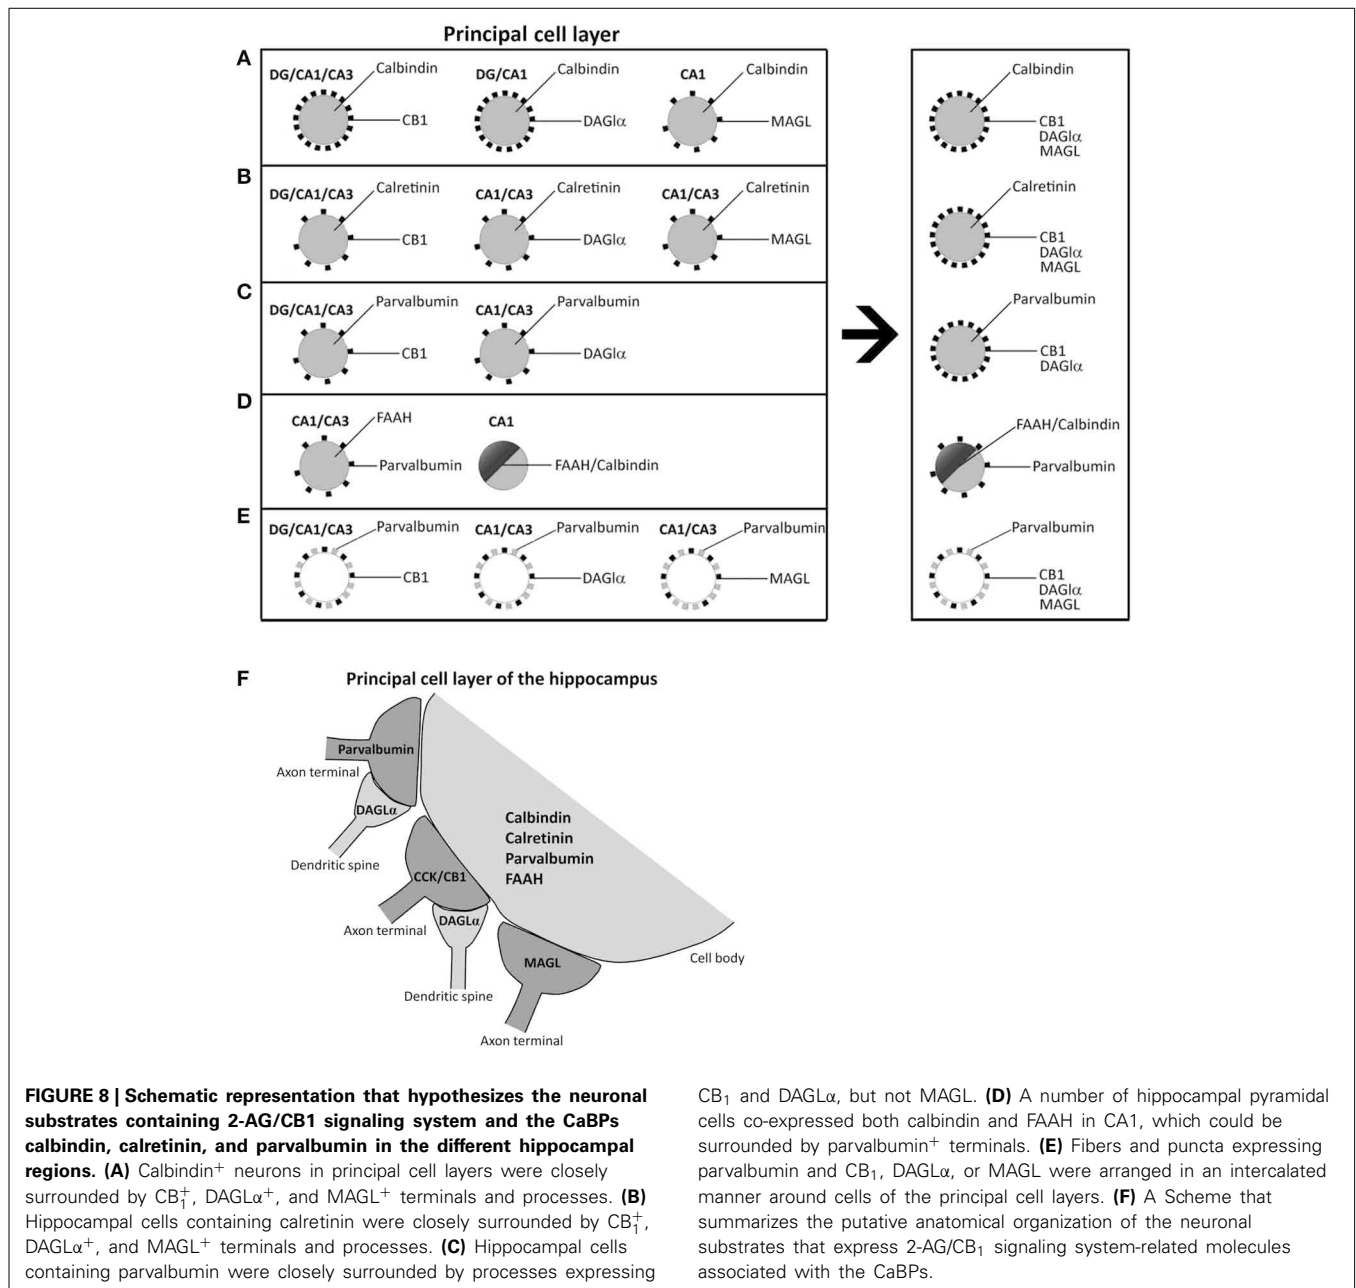 Principal cell layer
A
DG/CA1/CA3
Calbindin
CB1
DG/CA1
Calbindin
DAGlα
CA1
Calbindin
MAGL
Calbindin
CB1
DAGlα
MAGL
B
DG/CA1/CA3
Calretinin
CB1
CA1/CA3
Calretinin
DAGlα
CA1/CA3
Calretinin
MAGL
Calretinin
CB1
DAGlα
MAGL
C
DG/CA1/CA3
Parvalbumin
CB1
CA1/CA3
Parvalbumin
DAGlα
Parvalbumin
CB1
DAGlα
D
CA1/CA3
FAAH
Parvalbumin
CA1
FAAH/Calbindin
FAAH/Calbindin
Parvalbumin
E
DG/CA1/CA3
Parvalbumin
CB1
CA1/CA3
Parvalbumin
DAGlα
CA1/CA3
Parvalbumin
MAGL
Parvalbumin
CB1
DAGlα
MAGL
F
Principal cell layer of the hippocampus
Parvalbumin
Axon terminal
DAGLα
Dendritic spine
Calbindin
Calretinin
Parvalbumin
FAAH
CCK/CB1
Axon terminal
DAGLα
Dendritic spine
MAGL
Axon terminal
Cell body
FIGURE 8 | Schematic representation that hypothesizes the neuronal
substrates containing 2-AG/CB1 signaling system and the CaBPs
calbindin, calretinin, and parvalbumin in the different hippocampal
regions. (A) Calbindin⁺ neurons in principal cell layers were closely
surrounded by CB₁⁺, DAGLα⁺, and MAGL⁺ terminals and processes. (B)
Hippocampal cells containing calretinin were closely surrounded by CB₁⁺,
DAGLα⁺, and MAGL⁺ terminals and processes. (C) Hippocampal cells
containing parvalbumin were closely surrounded by processes expressing
CB₁ and DAGLα, but not MAGL. (D) A number of hippocampal pyramidal
cells co-expressed both calbindin and FAAH in CA1, which could be
surrounded by parvalbumin⁺ terminals. (E) Fibers and puncta expressing
parvalbumin and CB₁, DAGLα, or MAGL were arranged in an intercalated
manner around cells of the principal cell layers. (F) A Scheme that
summarizes the putative anatomical organization of the neuronal
substrates that express 2-AG/CB₁ signaling system-related molecules
associated with the CaBPs.